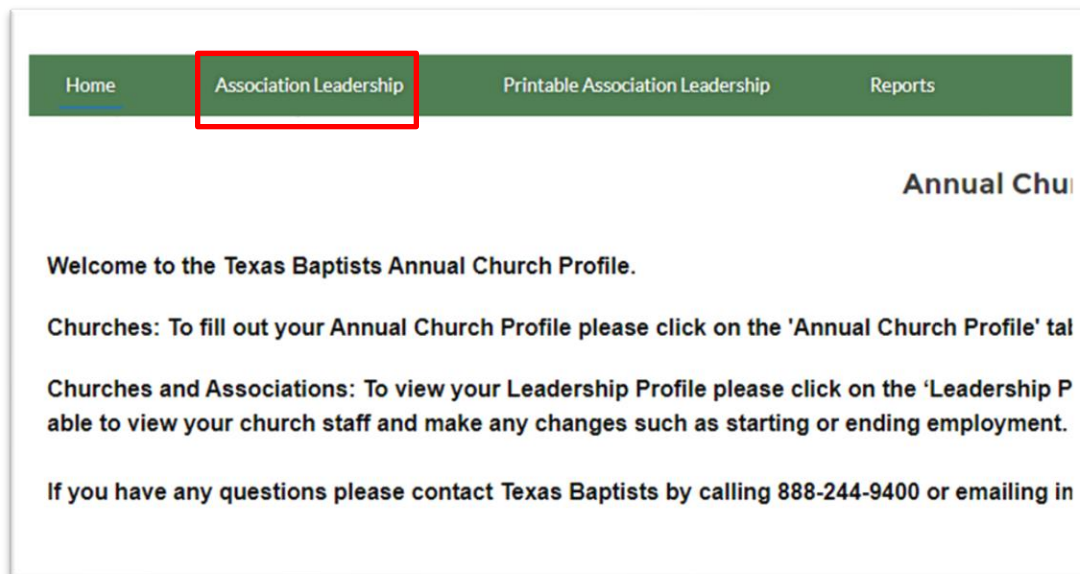 Home Association Leadership Printable Association Leadership Reports
Annual
Welcome to the Texas Baptists Annual Church Profile.
Churches: To fill out your Annual Church Profile please click on the 'Annual Church Profile'
Churches and Associations: To view your Leadership Profile please click on the ‘Leadership
able to view your church staff and make any changes such as starting or ending employment.
If you have any questions please contact Texas Baptists by calling 888-244-9400 or emailing